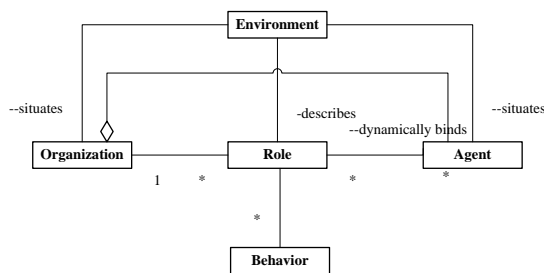 Environment
--situates
--situates
-describes
--dynamically binds
Organization
Role
Agent
1
*
*
*
*
Behavior